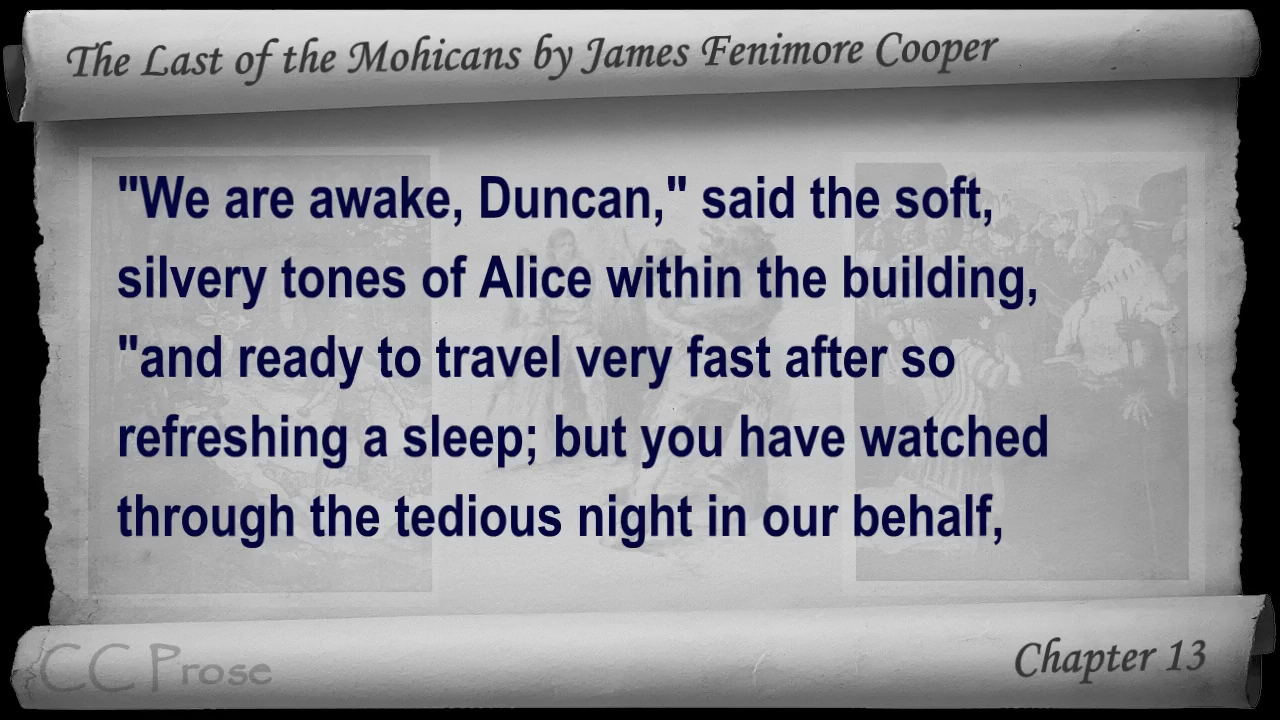 The Last of the Mohicans by James Fenimore Cooper
"We are awake, Duncan," said the soft,
silvery tones of Alice within the building,
"and ready to travel very fast after so
refreshing a sleep; but you have watched
through the tedious night in our behalf,
CC Prose
Chapter 13